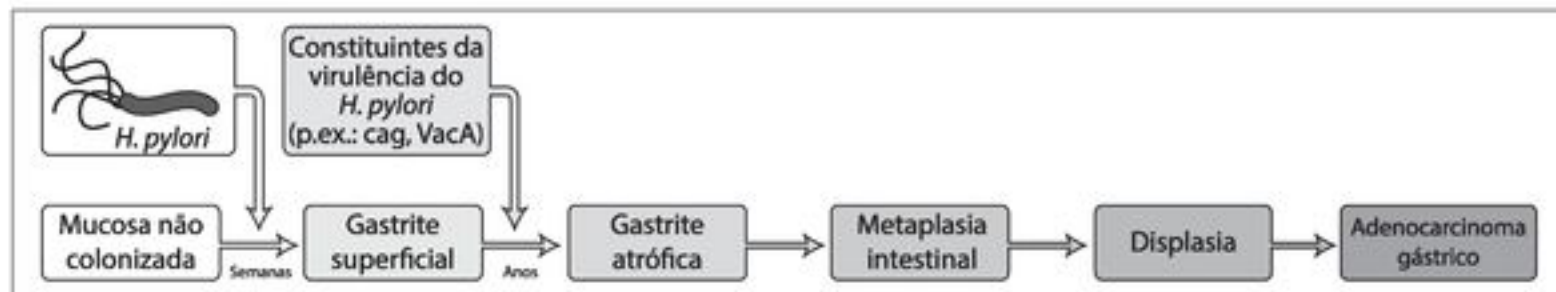 H. pylori
Constituintes da
virulência do
H. pylori
(p.ex.: cag, VacA)
Mucosa não
colonizada
Semanas
Gastrite
superficial
Anos
Gastrite
atrófica
Metaplasia
intestinal
Displasia
Adenocarcinoma
gástrico